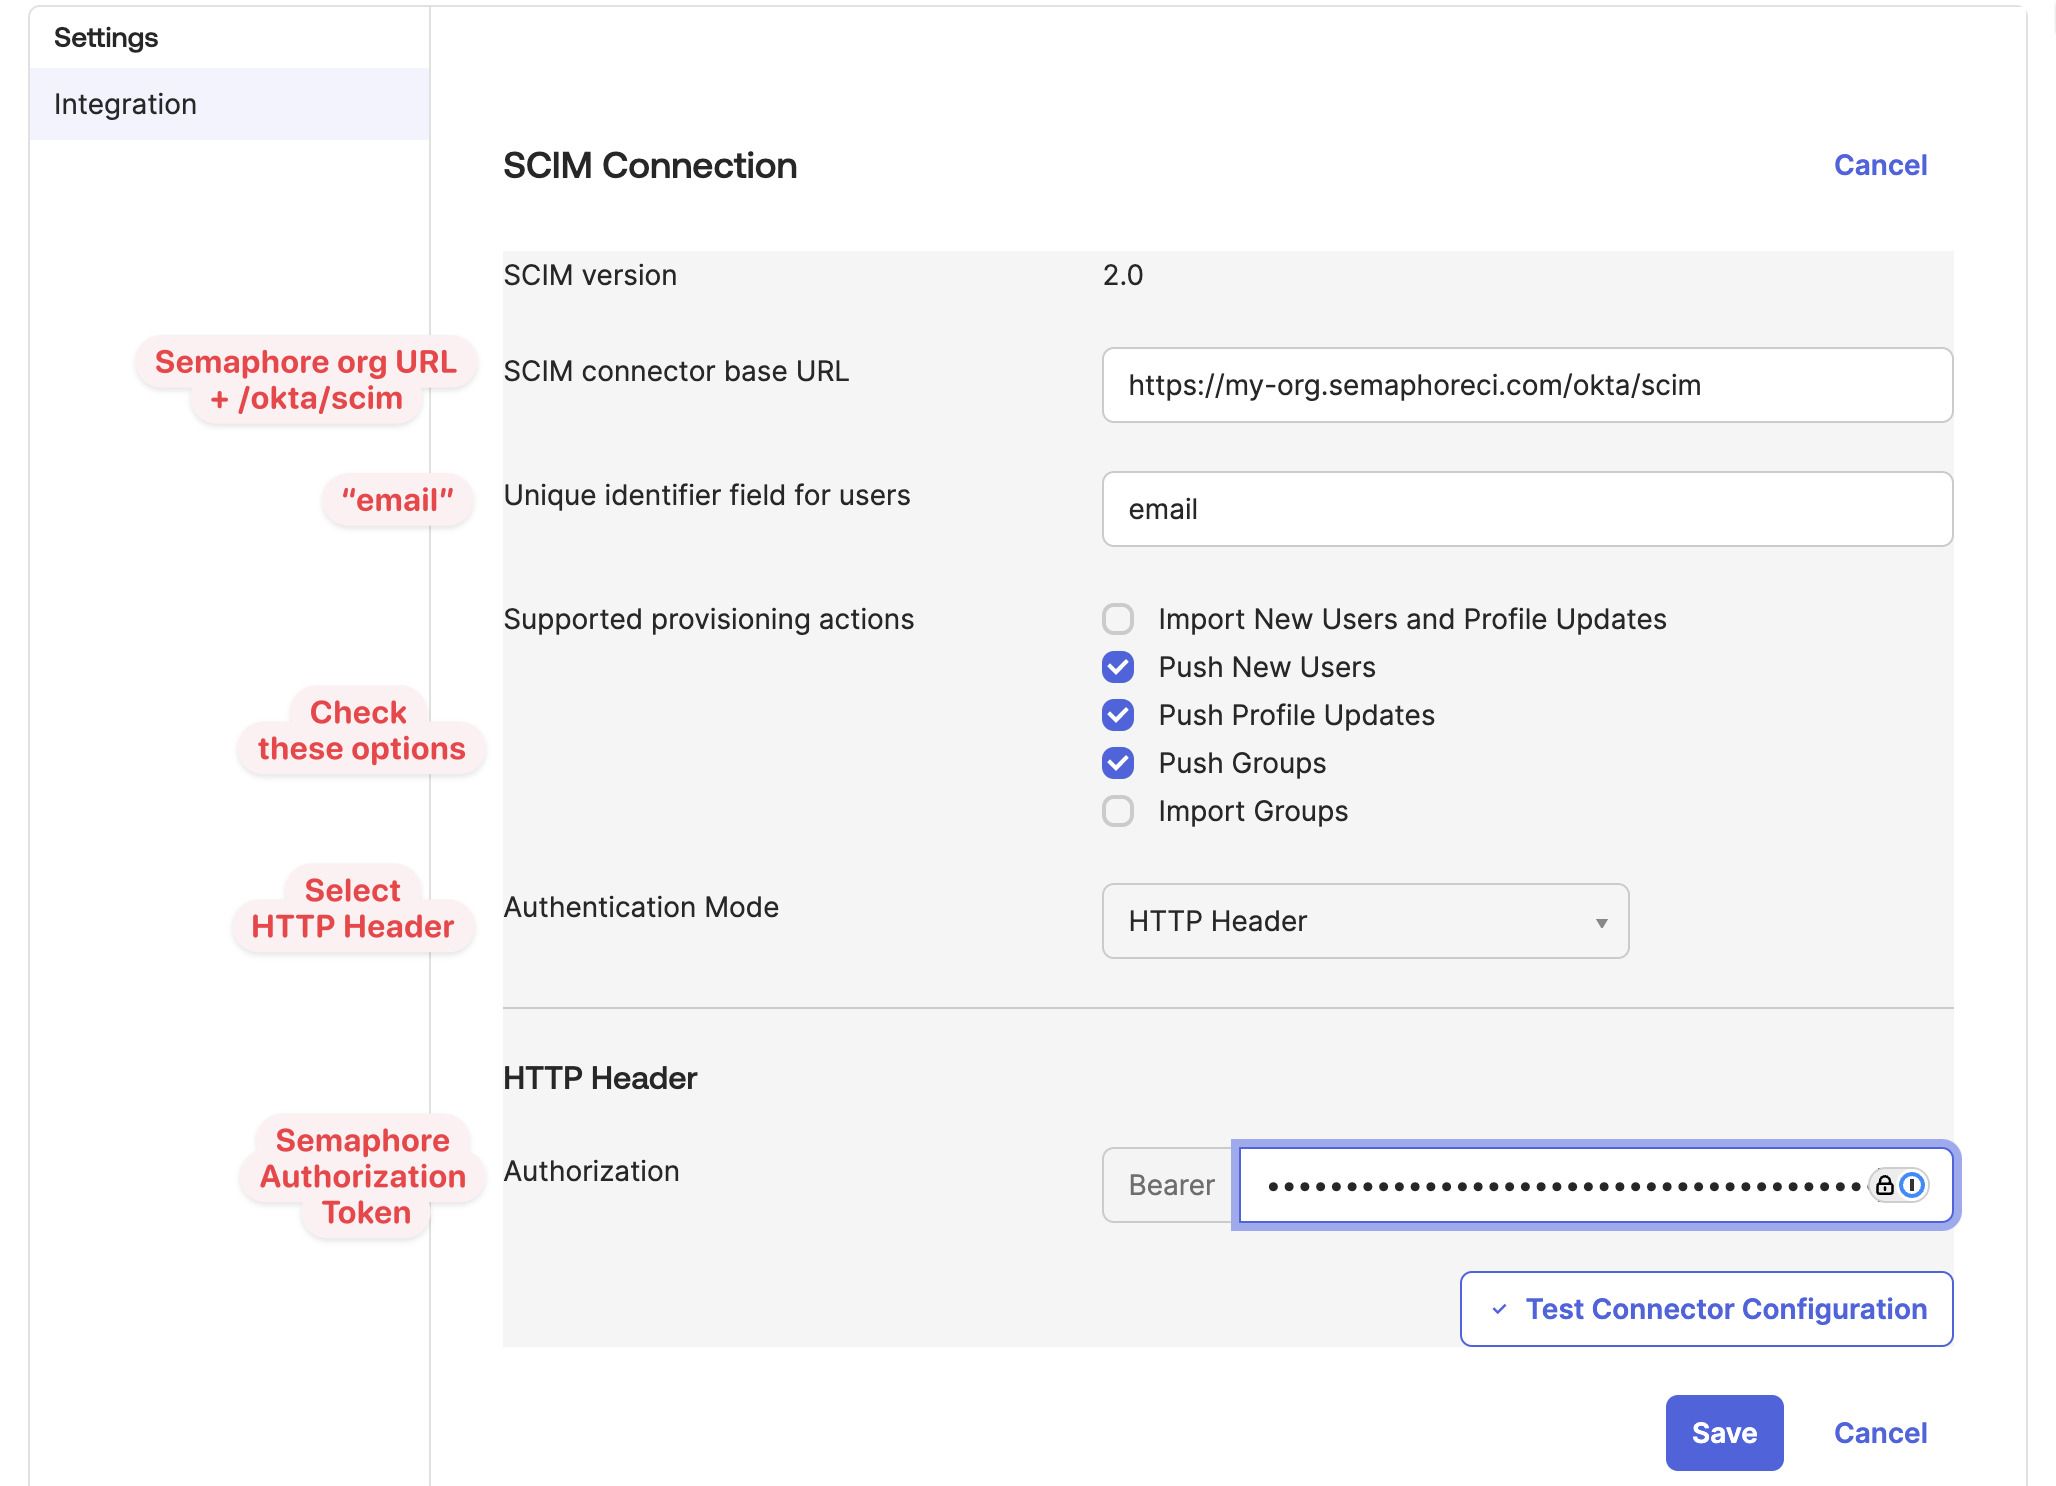 Settings
Integration
SCIM Connection
Cancel
SCIM version
2.0
Semaphore org URL
+ /okta/scim
SCIM connector base URL
https://my-org.semaphoreci.com/okta/scim
“email”
Unique identifier field for users
email
Supported provisioning actions
Import New Users and Profile Updates
Push New Users
Check
these options
Push Profile Updates
Push Groups
Import Groups
Select
HTTP Header
Authentication Mode
HTTP Header
HTTP Header
Semaphore
Authorization
Token
Authorization
Bearer
Test Connector Configuration
Save
Cancel